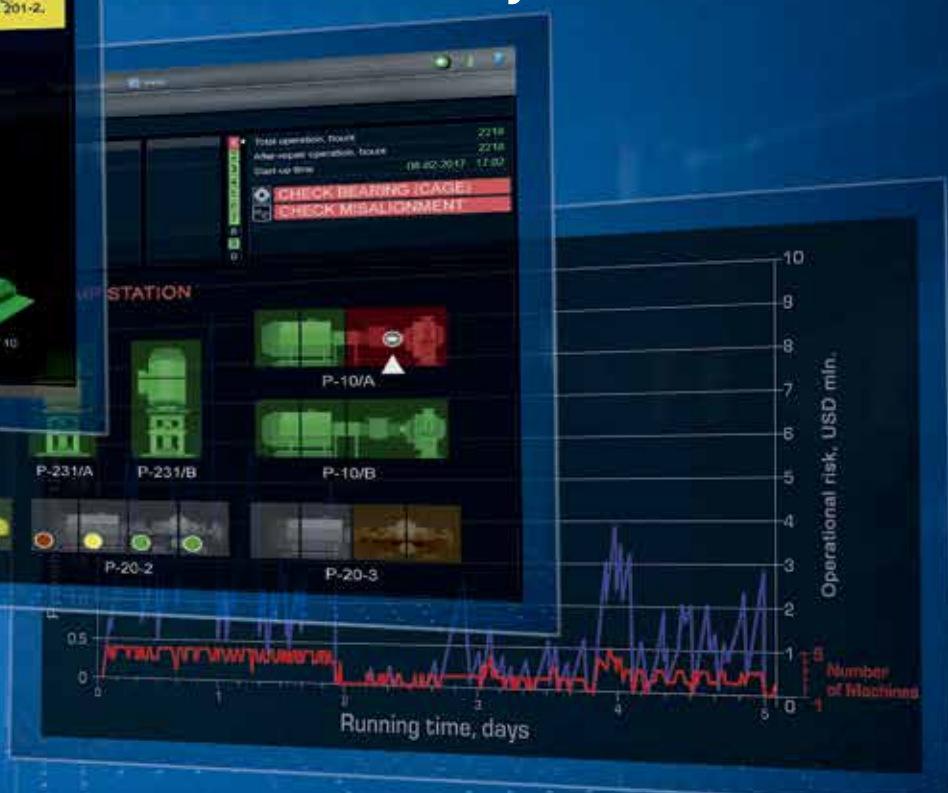 201-2,
Total operation, hours 2218
After-repair operation, hours 2218
Start-up time 08-02-2017 17:02
CHECK BEARING (CAGE)
CHECK MISALIGNMENT
STATION
10
P-10/A
P-231/A
P-231/B
P-10/B
P-20-2
P-20-3
10
9
8
7
6
5
4
3
2
1
0
Operational risk, USD mln.
0.5
0
0
1
2
3
4
5
Running time, days
5
1
Number
of Machines